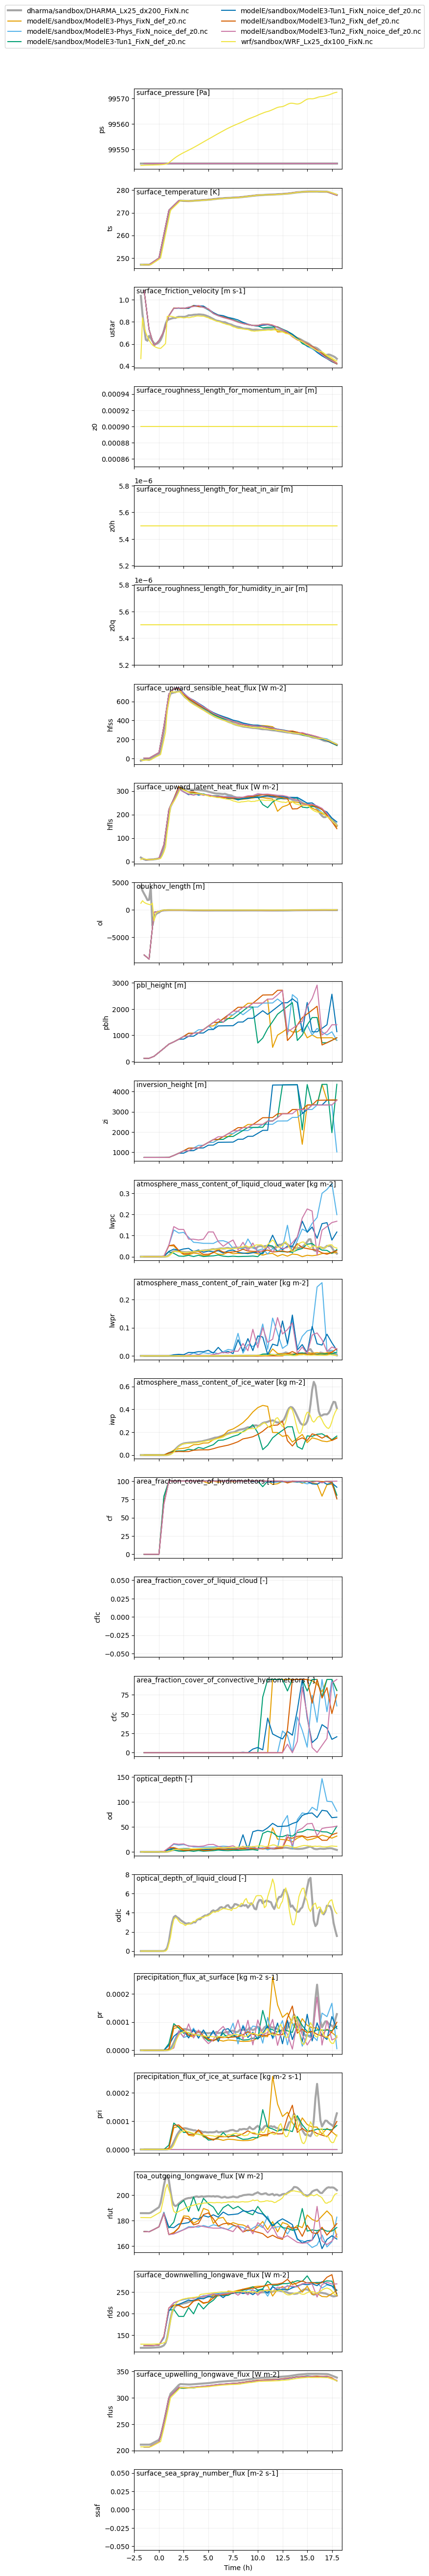 dharma/sandbox/DHARMA_Lx25_dx200_FixN.nc
modelE/sandbox/ModelE3-Phys_FixN_def_z0.nc
modelE/sandbox/ModelE3-Phys_FixN_noice_def_z0.nc
modelE/sandbox/ModelE3-Tun1_FixN_def_z0.nc
modelE/sandbox/ModelE3-Tun1_FixN_noice_def_z0.nc
modelE/sandbox/ModelE3-Tun2_FixN_def_z0.nc
modelE/sandbox/ModelE3-Tun2_FixN_noice_def_z0.nc
wrf/sandbox/WRF_Lx25_dx100_FixN.nc
surface_pressure [Pa]
99570
99560
99550
ps
surface_temperature [K]
280
270
260
250
ts
surface_friction_velocity [m s-1]
1.0
0.8
0.6
0.4
ustar
surface_roughness_length_for_momentum_in_air [m]
0.00094
0.00092
0.00090
0.00088
0.00086
z0
1e−6
surface_roughness_length_for_heat_in_air [m]
5.8
5.6
5.4
5.2
z0h
1e−6
surface_roughness_length_for_humidity_in_air [m]
5.8
5.6
5.4
5.2
z0q
surface_upward_sensible_heat_flux [W m-2]
600
400
200
0
hfss
surface_upward_latent_heat_flux [W m-2]
300
200
100
0
hfls
obukhov_length [m]
5000
0
−5000
ol
pbl_height [m]
3000
2000
1000
0
pblh
inversion_height [m]
4000
3000
2000
1000
zi
atmosphere_mass_content_of_liquid_cloud_water [kg m-2]
0.3
0.2
0.1
0.0
lwpc
atmosphere_mass_content_of_rain_water [kg m-2]
0.2
0.1
0.0
lwpr
atmosphere_mass_content_of_ice_water [kg m-2]
0.6
0.4
0.2
0.0
iwp
area_fraction_cover_of_hydrometeors [-]
100
75
50
25
0
cf
area_fraction_cover_of_liquid_cloud [-]
0.050
0.025
0.000
−0.025
−0.050
cflc
area_fraction_cover_of_convective_hydrometeors [-]
75
50
25
0
cfc
optical_depth [-]
150
100
50
0
od
optical_depth_of_liquid_cloud [-]
8
6
4
2
0
odlc
precipitation_flux_at_surface [kg m-2 s-1]
0.0002
0.0001
0.0000
pr
precipitation_flux_of_ice_at_surface [kg m-2 s-1]
0.0002
0.0001
0.0000
pri
toa_outgoing_longwave_flux [W m-2]
200
180
160
rlut
surface_downwelling_longwave_flux [W m-2]
250
200
150
rlds
surface_upwelling_longwave_flux [W m-2]
350
300
250
200
rlus
surface_sea_spray_number_flux [m-2 s-1]
0.050
0.025
0.000
−0.025
−0.050
ssaf
−2.5 0.0 2.5 5.0 7.5 10.0 12.5 15.0 17.5
Time (h)